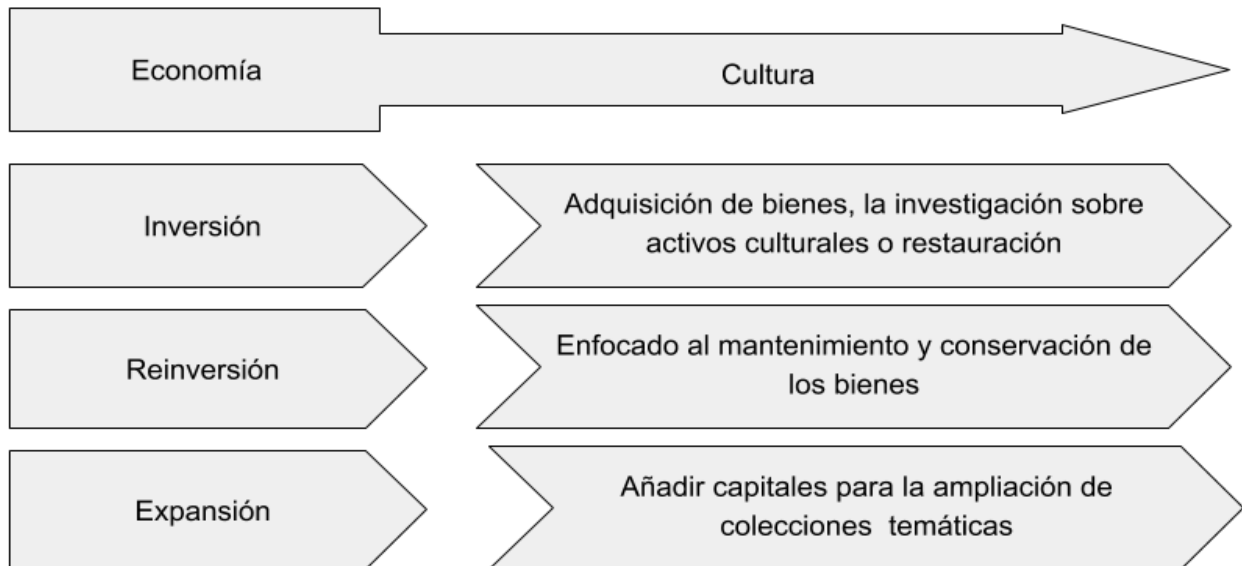 Economía
Cultura
Inversión
Adquisición de bienes, la investigación sobre
activos culturales o restauración
Reinversión
Enfocado al mantenimiento y conservación de
los bienes
Expansión
Añadir capitales para la ampliación de
colecciones  temáticas